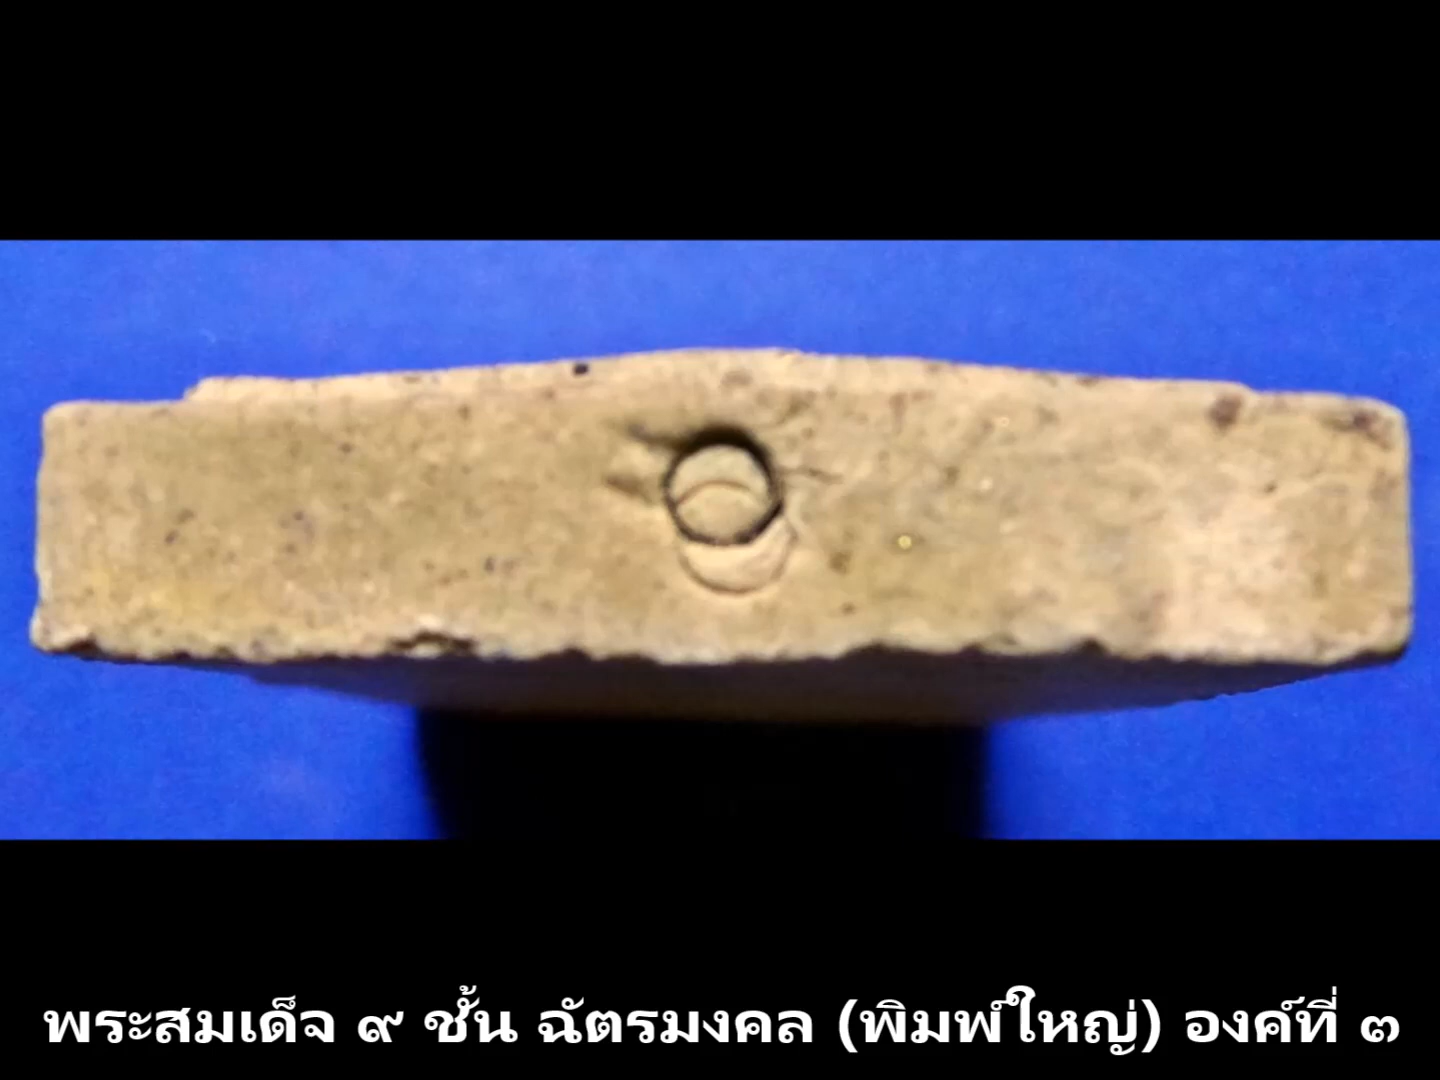 พระสมเด็จ ๙ ชั้น ฉัตรมงคล (พิมพ์ใหญ่) องค์ที่ ๓